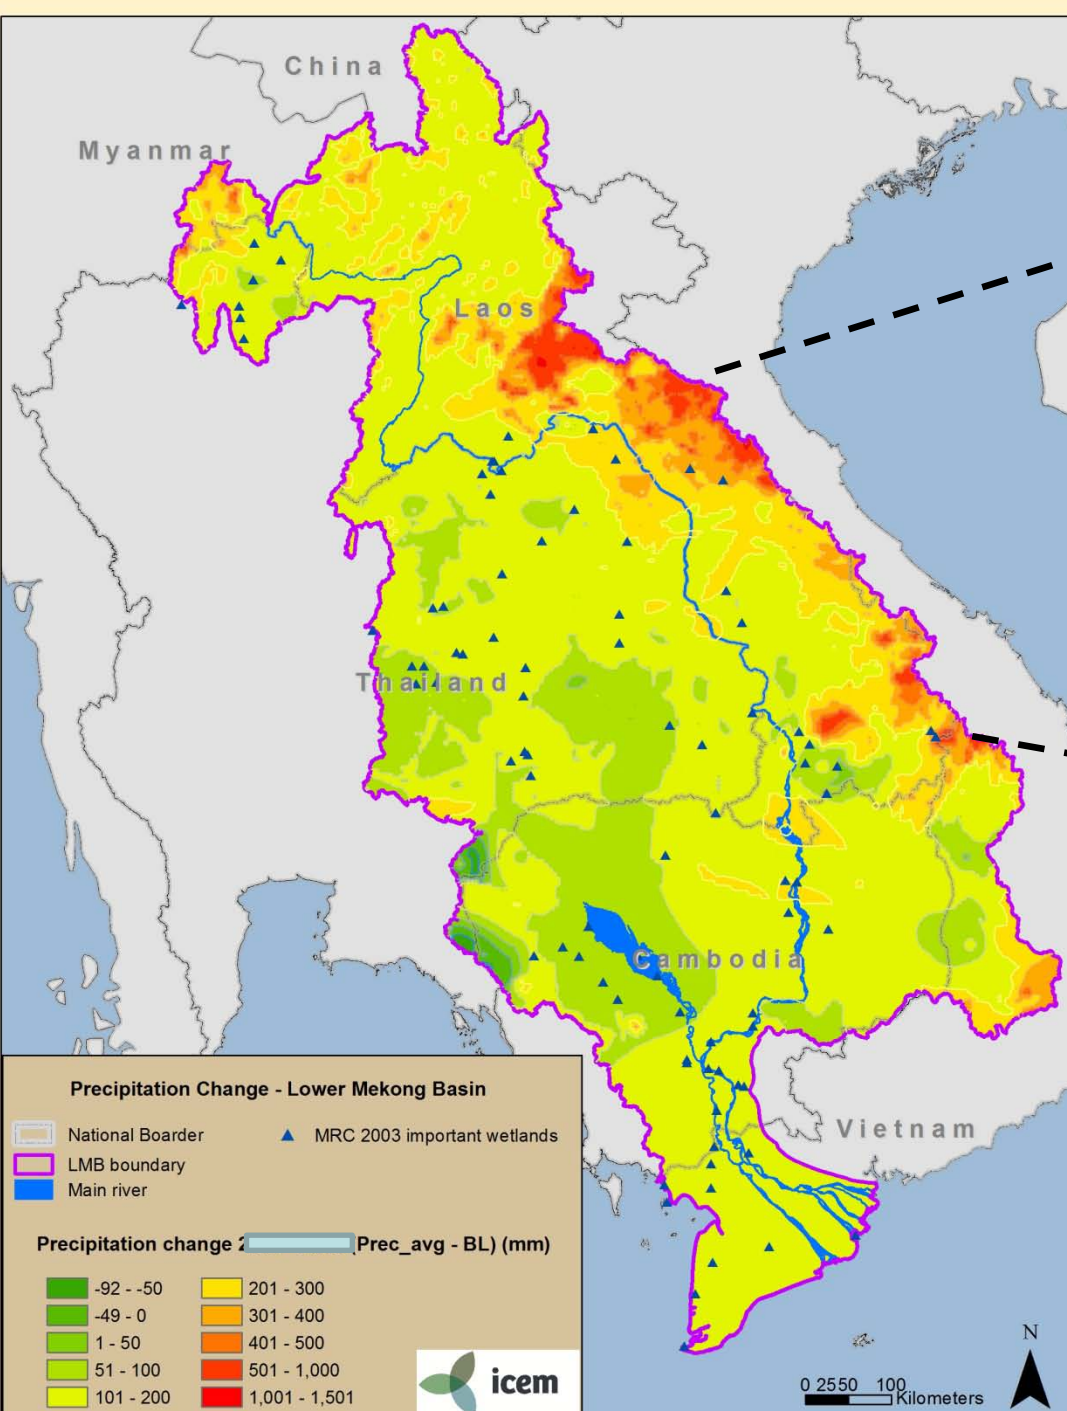 China
Myanmar
Laos
Thailand
Cambodia
Vietnam
Precipitation Change - Lower Mekong Basin
National Boarder
MRC 2003 important wetlands
LMB boundary
Main river
Precipitation change (Prec_avg - BL) (mm)
-92 - -50
201 - 300
-49 - 0
301 - 400
1 - 50
401 - 500
51 - 100
501 - 1,000
101 - 200
1,001 - 1,501
icem
N
0 2550 100
Kilometers